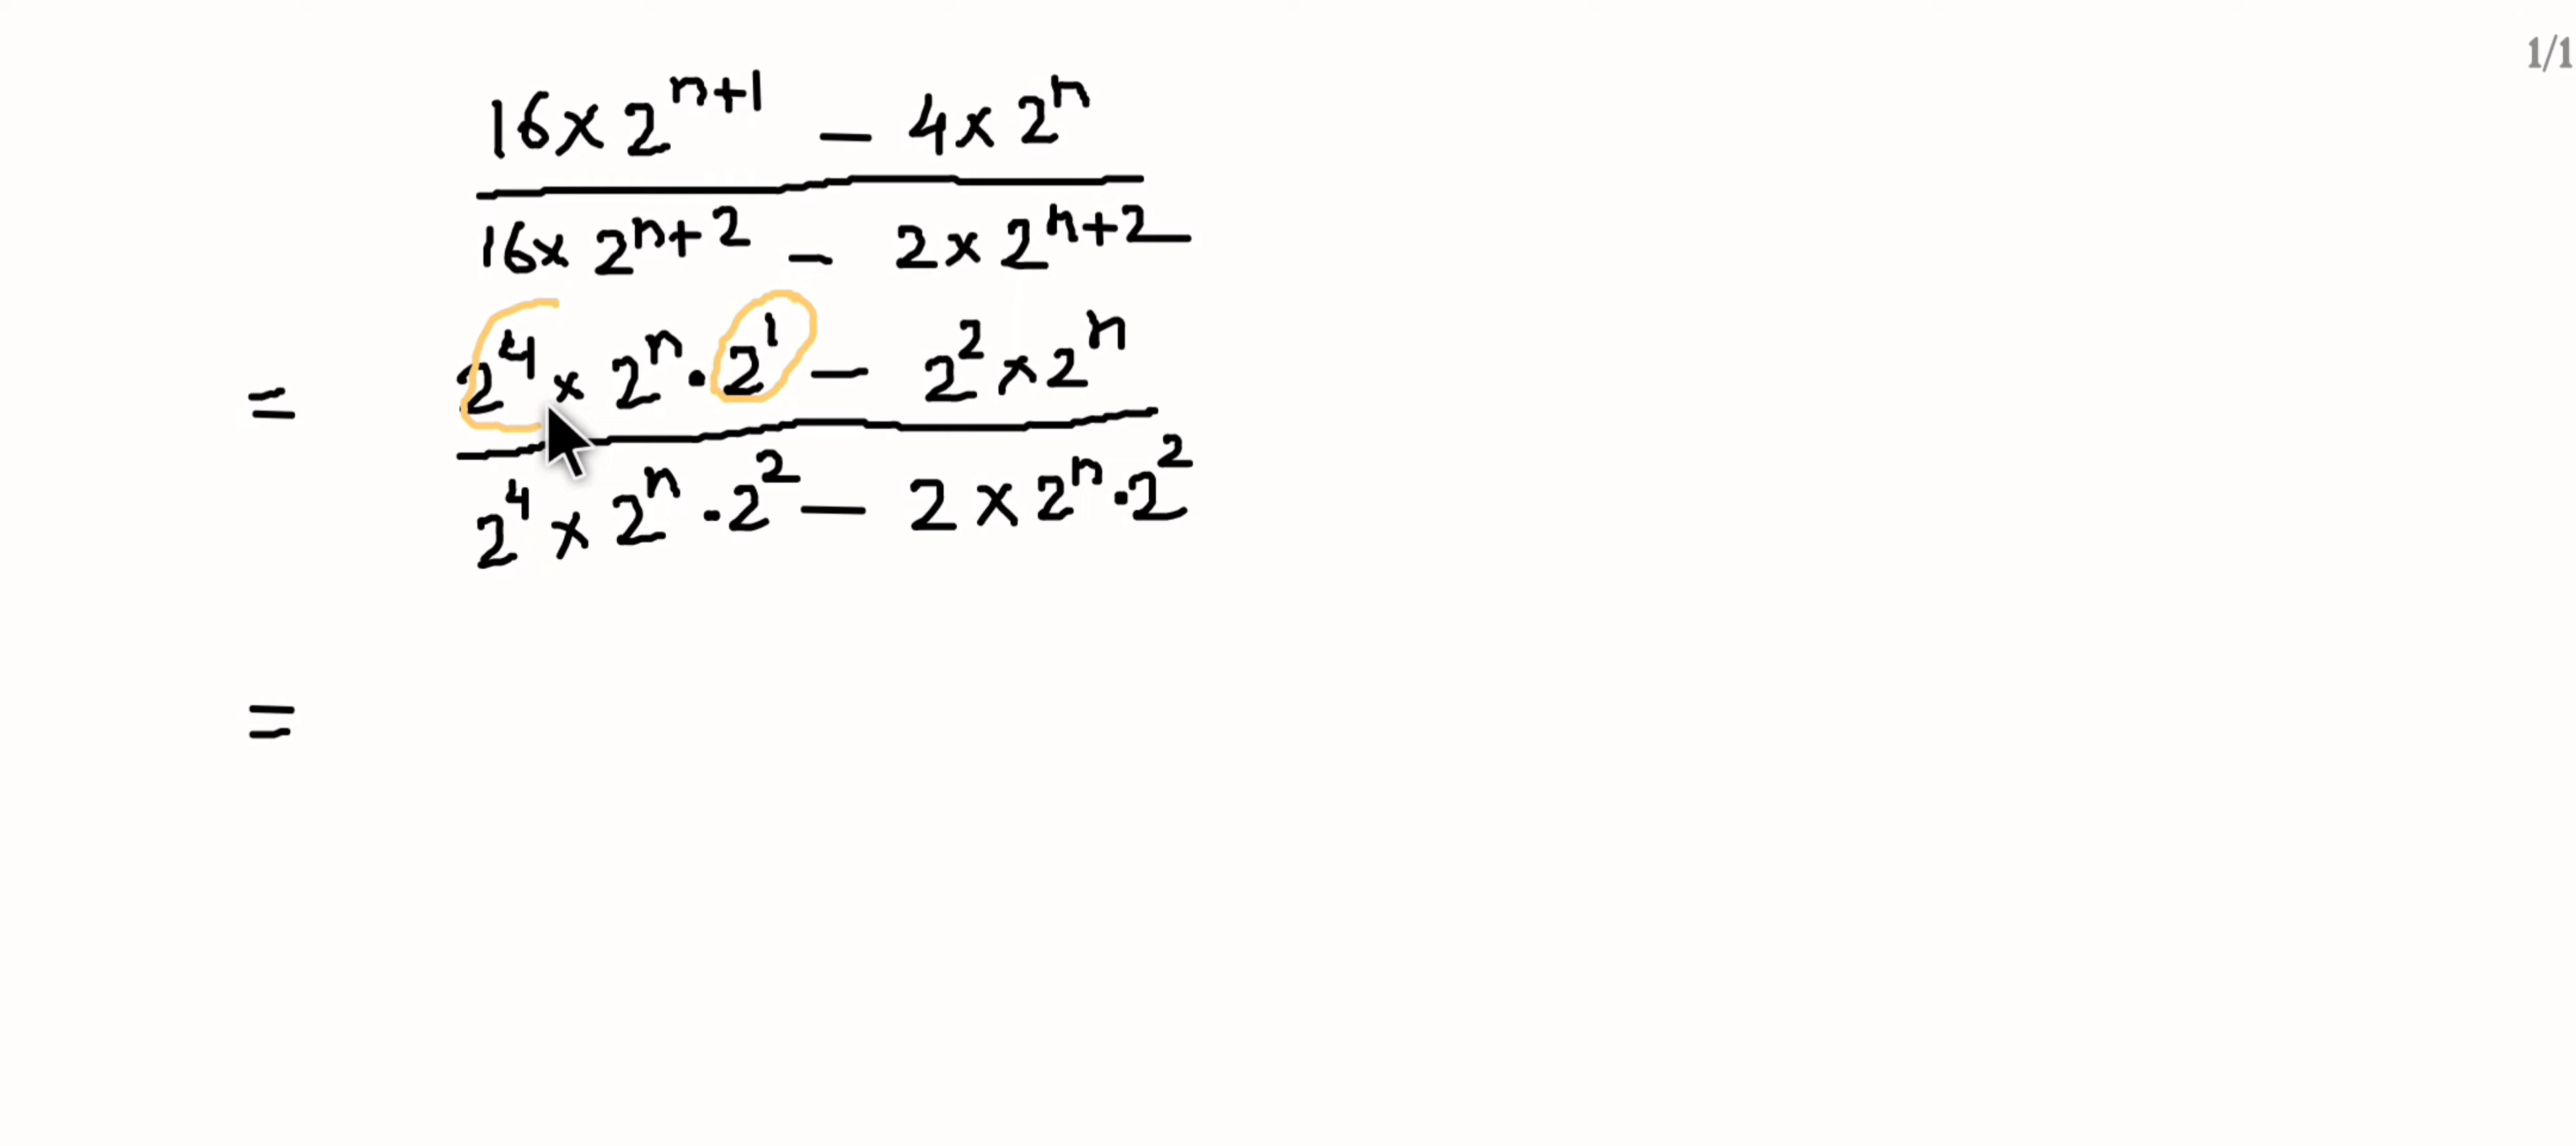 1/1
16 × 2^{n+1} − 4 × 2^n
16 × 2^{n+2} − 2 × 2^{n+2}
= 2^4 × 2^n · 2^1 − 2^2 × 2^n
2^4 × 2^n · 2^2 − 2 × 2^n · 2^2
=